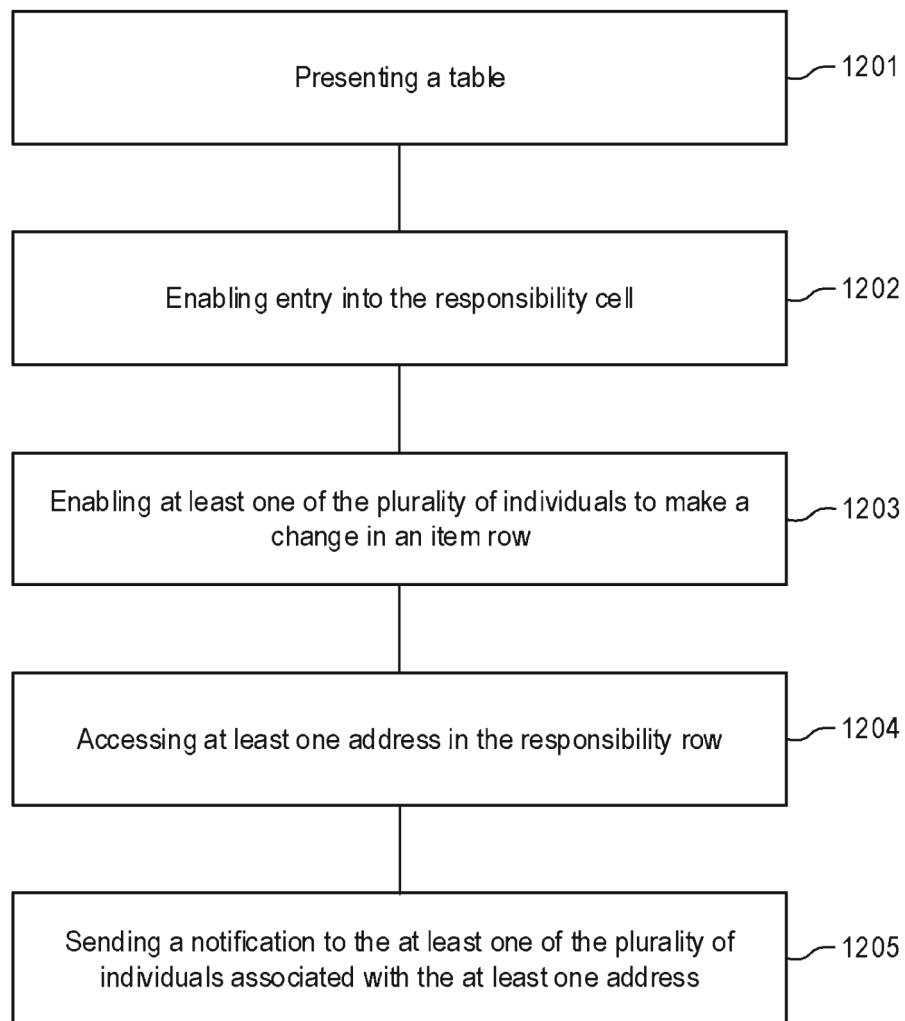 Presenting a table
1201
Enabling entry into the responsibility cell
1202
Enabling at least one of the plurality of individuals to make a
change in an item row
1203
Accessing at least one address in the responsibility row
1204
Sending a notification to the at least one of the plurality of
individuals associated with the at least one address
1205